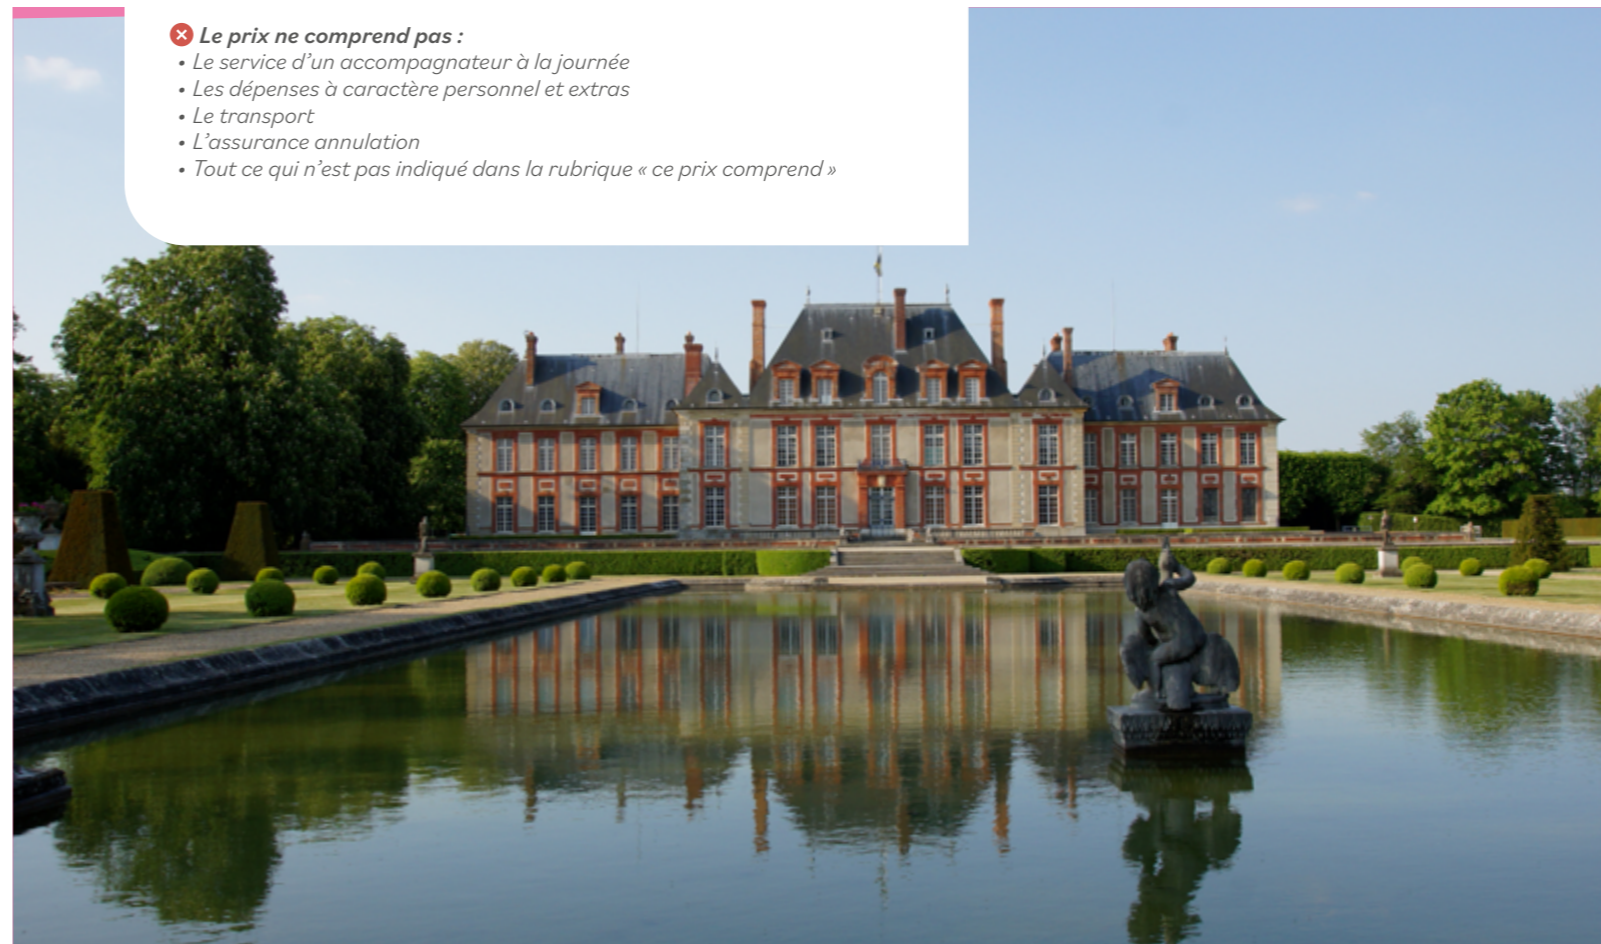 Le prix ne comprend pas :
• Le service d’un accompagnateur à la journée
• Les dépenses à caractère personnel et extras
• Le transport
• L’assurance annulation
• Tout ce qui n’est pas indiqué dans la rubrique « ce prix comprend »